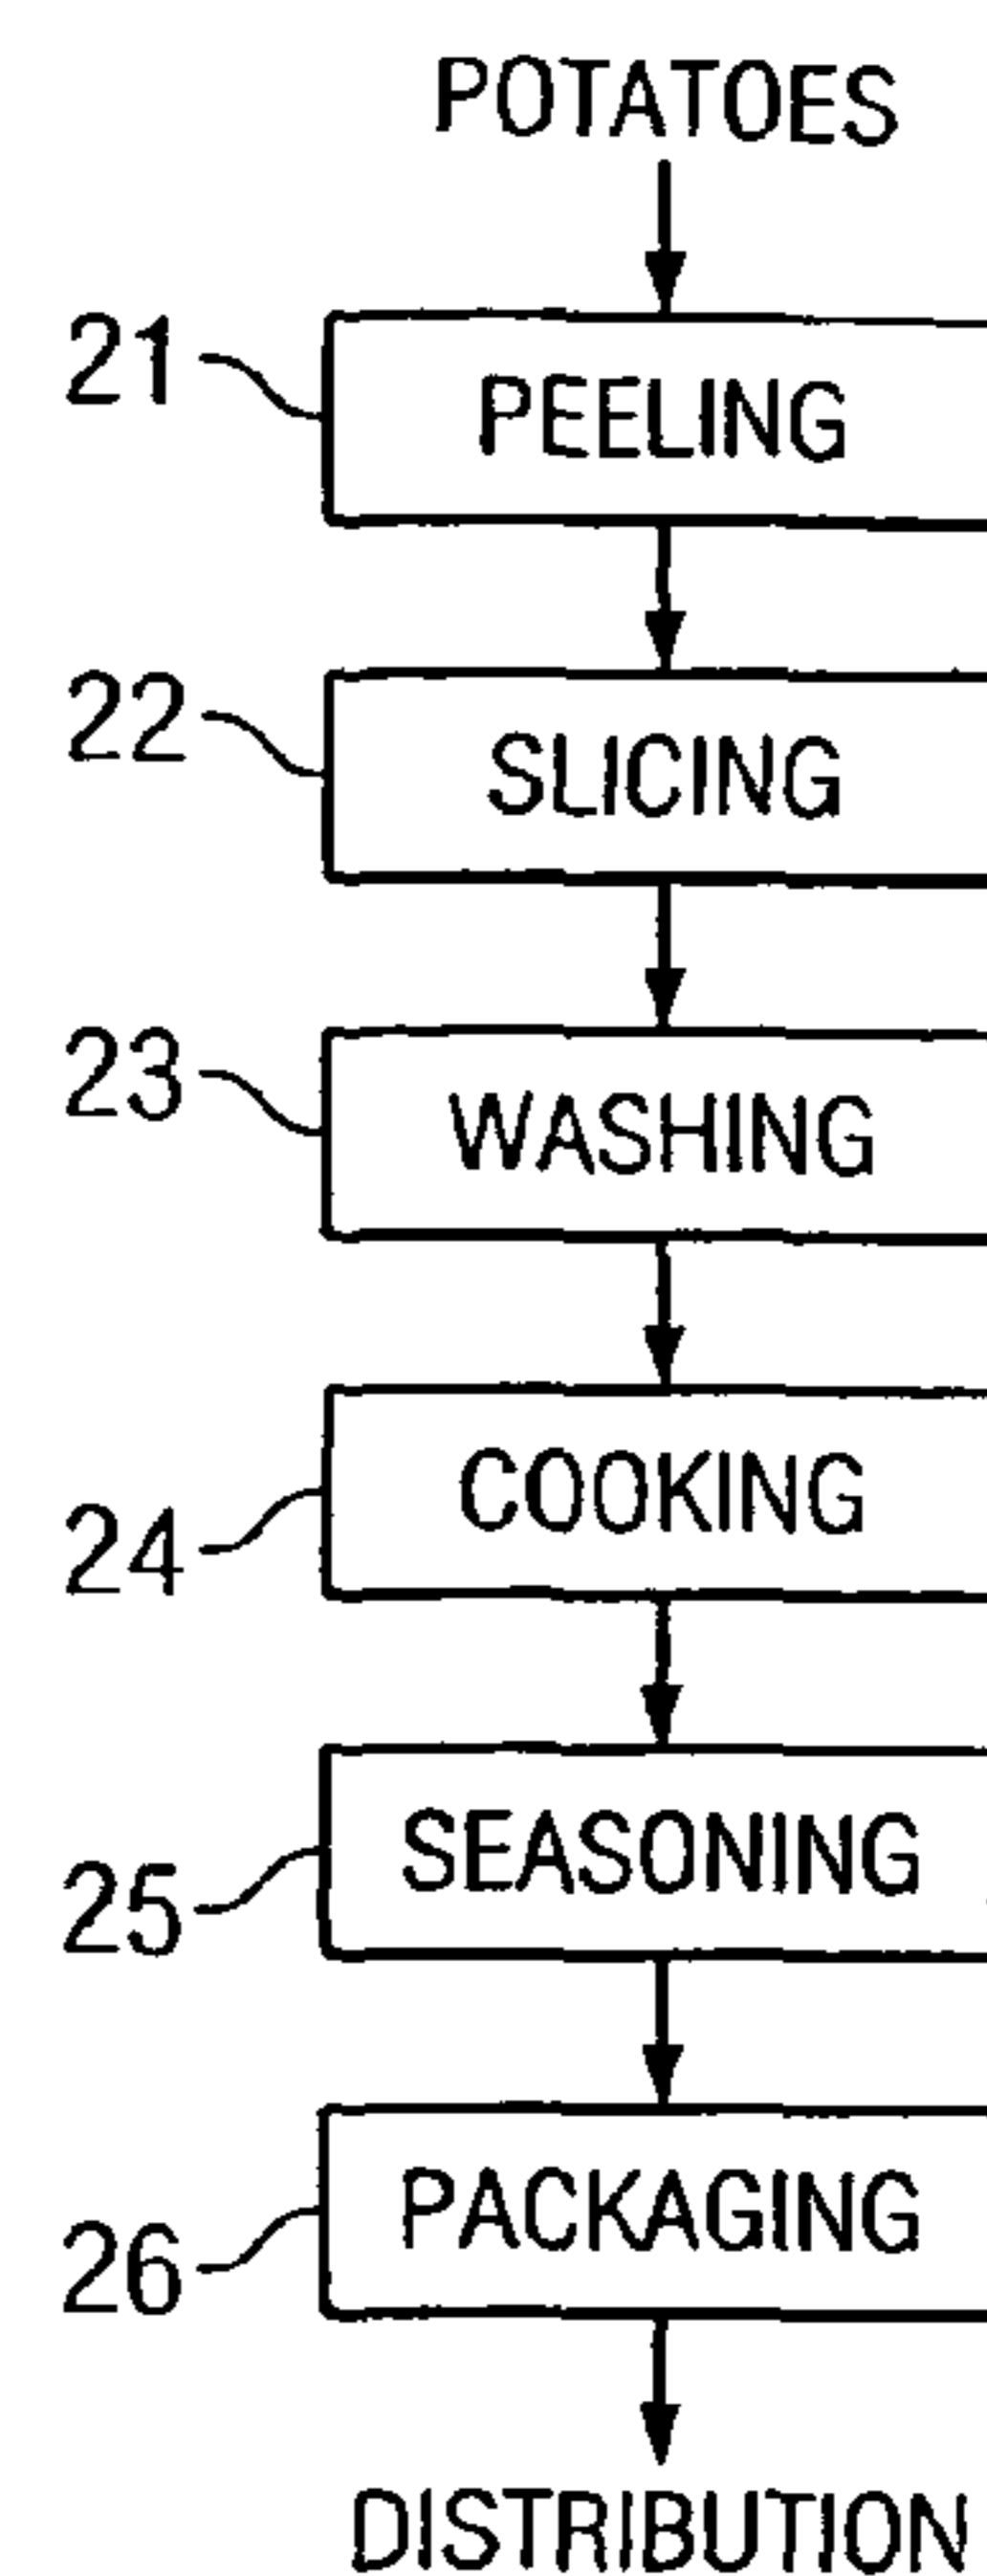 POTATOES
21 PEELING
22 SLICING
23 WASHING
24 COOKING
25 SEASONING
26 PACKAGING
DISTRIBUTION